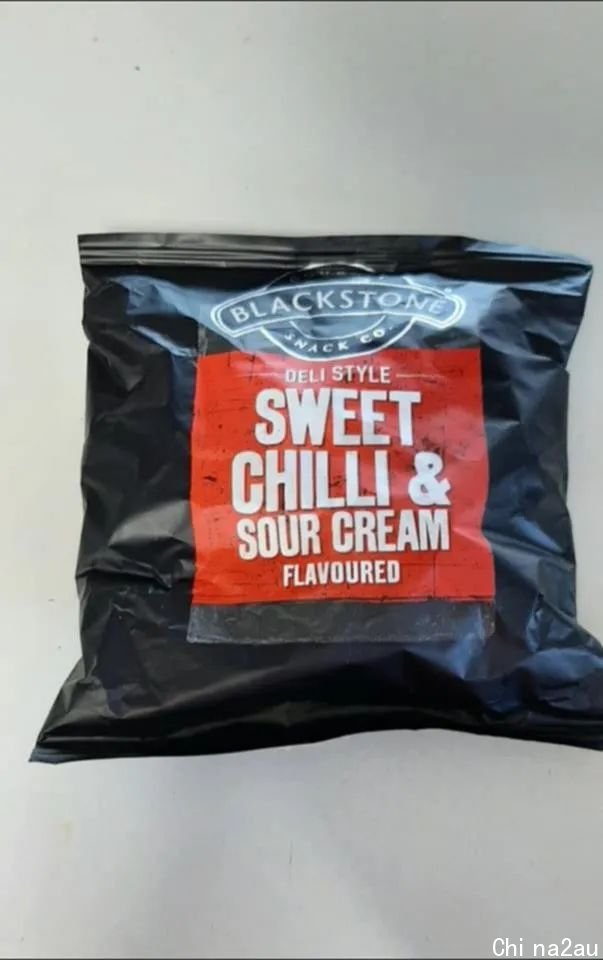 BLACKSTONE
SNACK CO.
DELI STYLE
SWEET
CHILLI &
SOUR CREAM
FLAVOURED
Chi na2au